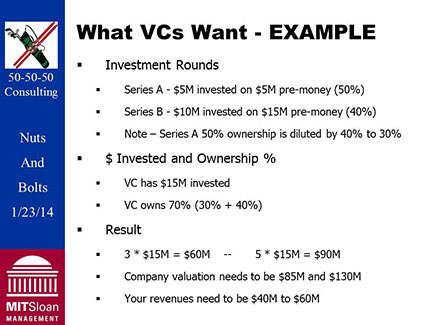 What VCs Want - EXAMPLE
50-50-50
Consulting
Nuts
And
Bolts
1/23/14
MITSloan
MANAGEMENT
Investment Rounds
Series A - $5M invested on $5M pre-money (50%)
Series B - $10M invested on $15M pre-money (40%)
Note – Series A 50% ownership is diluted by 40% to 30%
$ Invested and Ownership %
VC has $15M invested
VC owns 70% (30% + 40%)
Result
3 * $15M = $60M -- 5 * $15M = $90M
Company valuation needs to be $85M and $130M
Your revenues need to be $40M to $60M